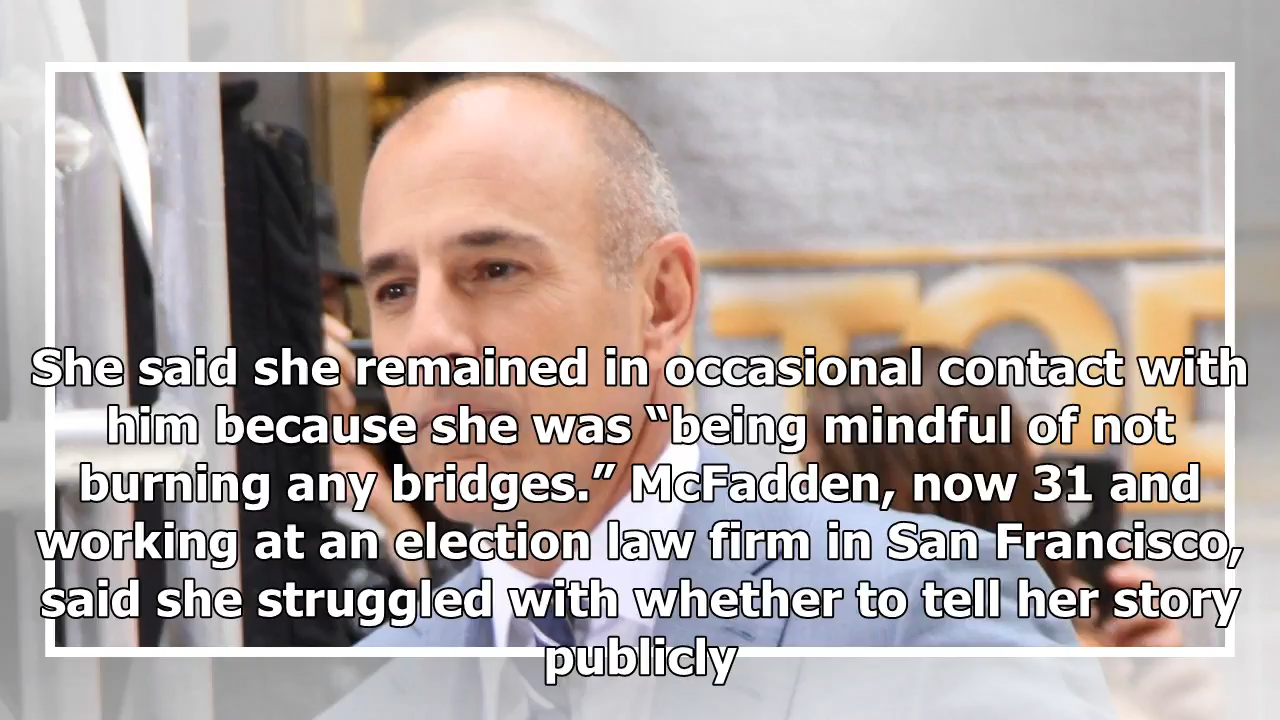 TOD
She said she remained in occasional contact with
him because she was “being mindful of not
burning any bridges.” McFadden, now 31 and
working at an election law firm in San Francisco,
said she struggled with whether to tell her story
publicly